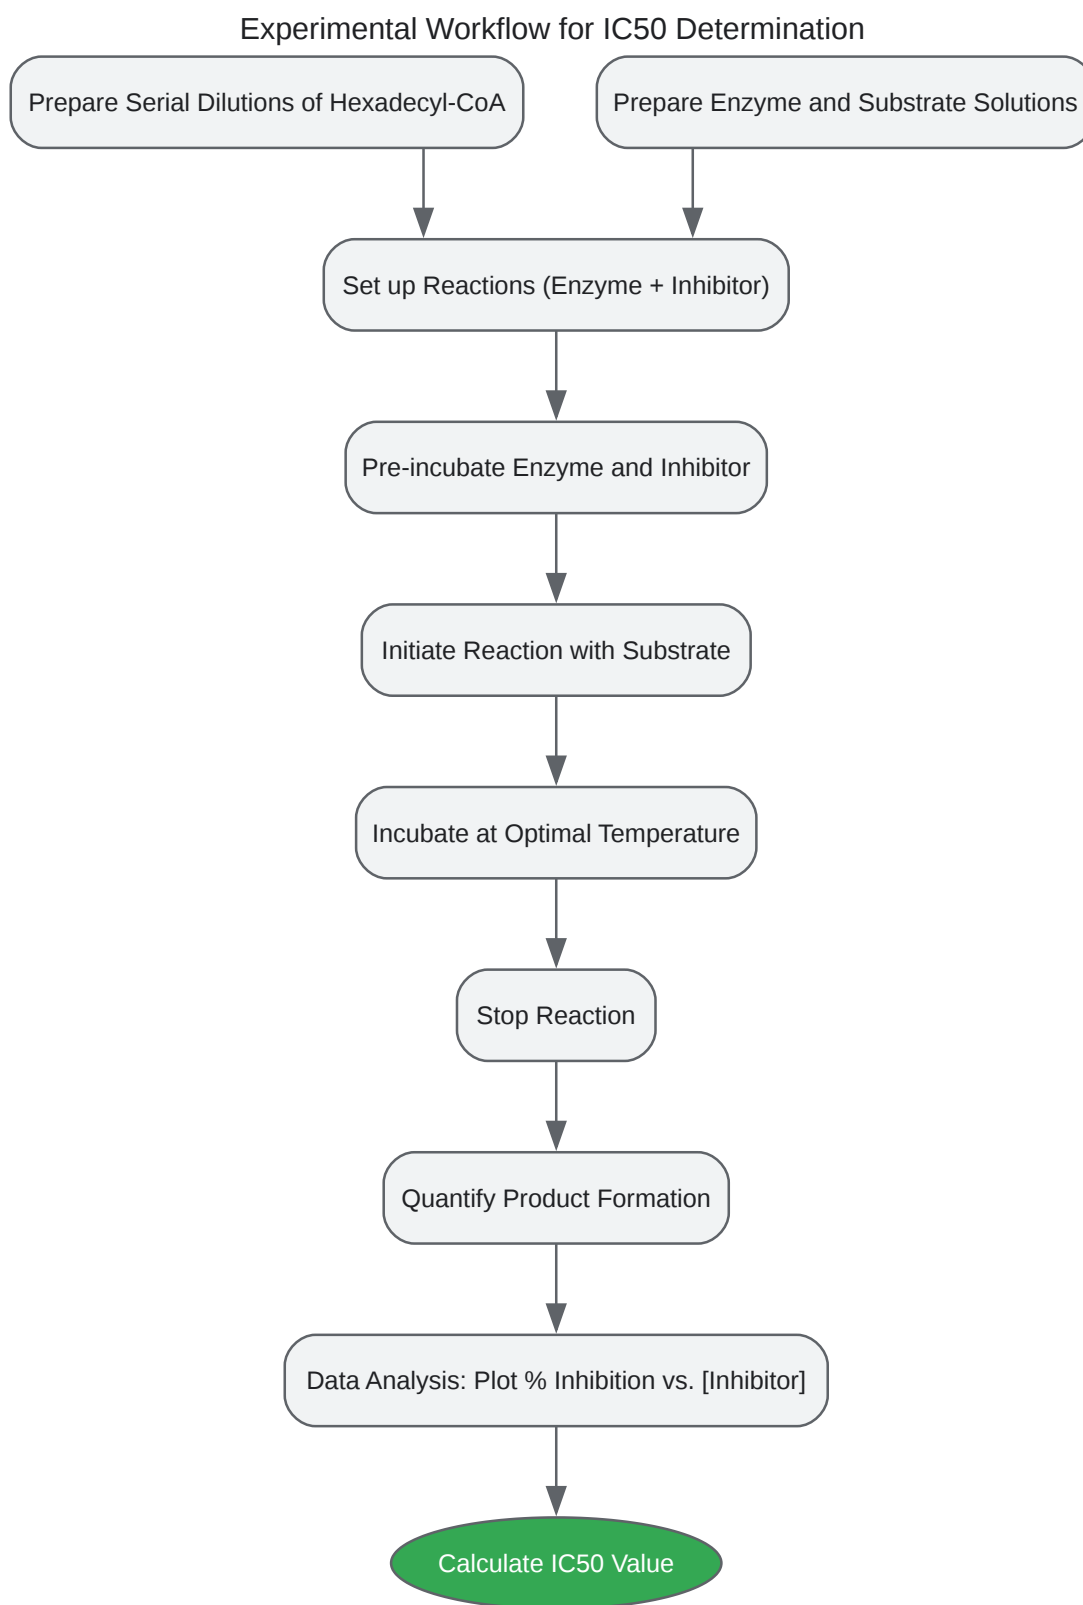 Experimental Workflow for IC50 Determination
Prepare Serial Dilutions of Hexadecyl-CoA
Prepare Enzyme and Substrate Solutions
Set up Reactions (Enzyme + Inhibitor)
Pre-incubate Enzyme and Inhibitor
Initiate Reaction with Substrate
Incubate at Optimal Temperature
Stop Reaction
Quantify Product Formation
Data Analysis: Plot % Inhibition vs. [Inhibitor]
Calculate IC50 Value